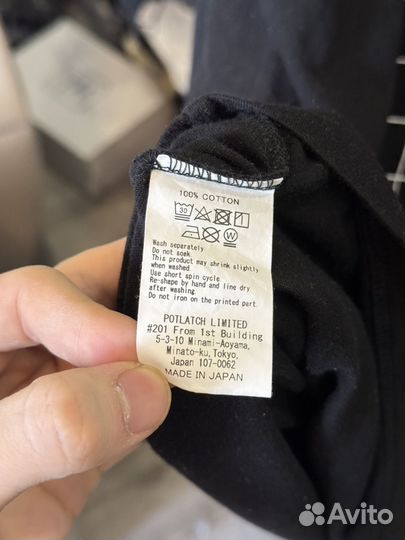 100% COTTON
30 1
W
Wash separately
Do not soak
This product may shrink slightly
when washed
Use short spin cycle
Re-shape by hand and line dry
after washing.
Do not iron on the printed part.
POTLATCH LIMITED
#201 From 1st Building
5-3-10 Minami-Aoyama,
Minato-ku, Tokyo,
Japan 107-0062
MADE IN JAPAN
Avito